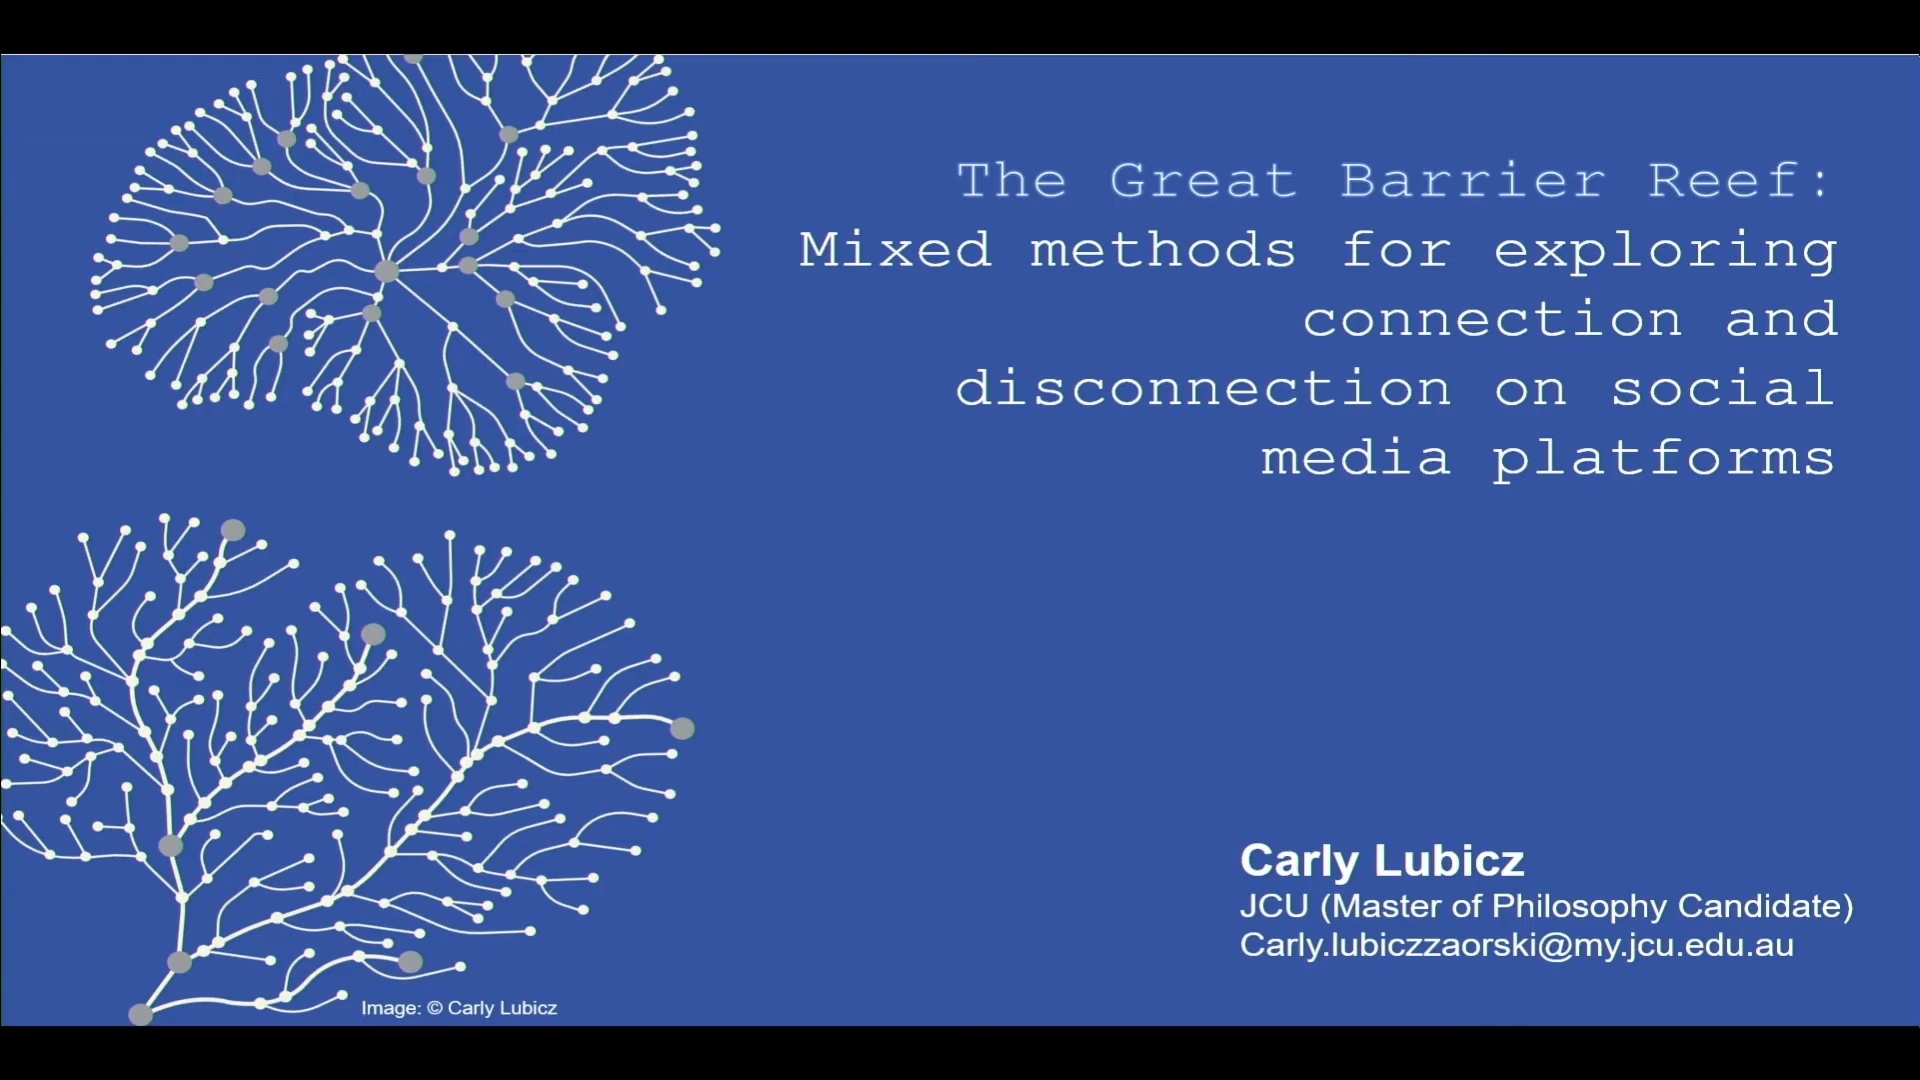 The Great Barrier Reef:
Mixed methods for exploring
connection and
disconnection on social
media platforms
Carly Lubicz
JCU (Master of Philosophy Candidate)
Carly.lubiczzaorski@my.jcu.edu.au
Image: © Carly Lubicz